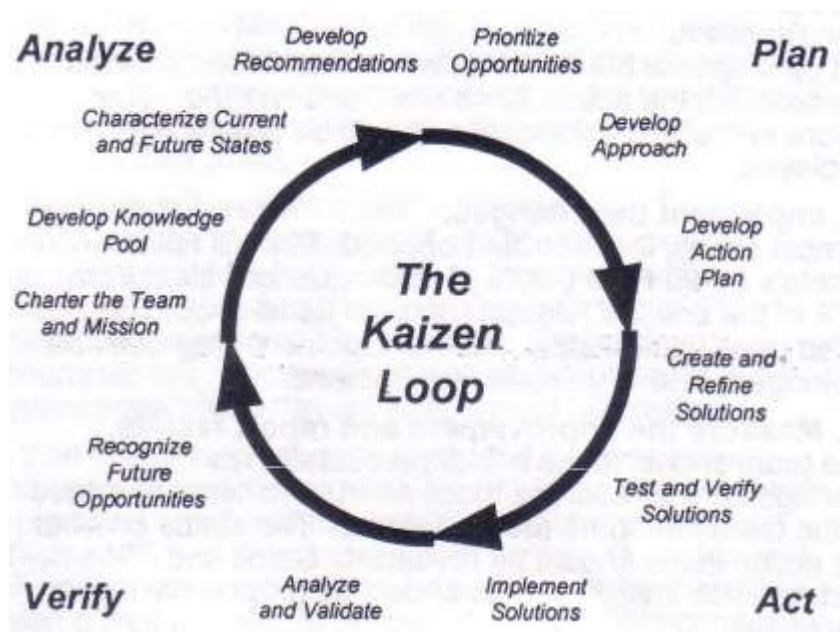 Analyze
Develop
Recommendations
Prioritize
Opportunities
Plan
Characterize Current
and Future States
Develop
Approach
Develop Knowledge
Pool
Develop
Action
Plan
Charter the Team
and Mission
The
Kaizen
Loop
Create and
Refine
Solutions
Recognize
Future
Opportunities
Test and Verify
Solutions
Verify
Analyze
and Validate
Implement
Solutions
Act